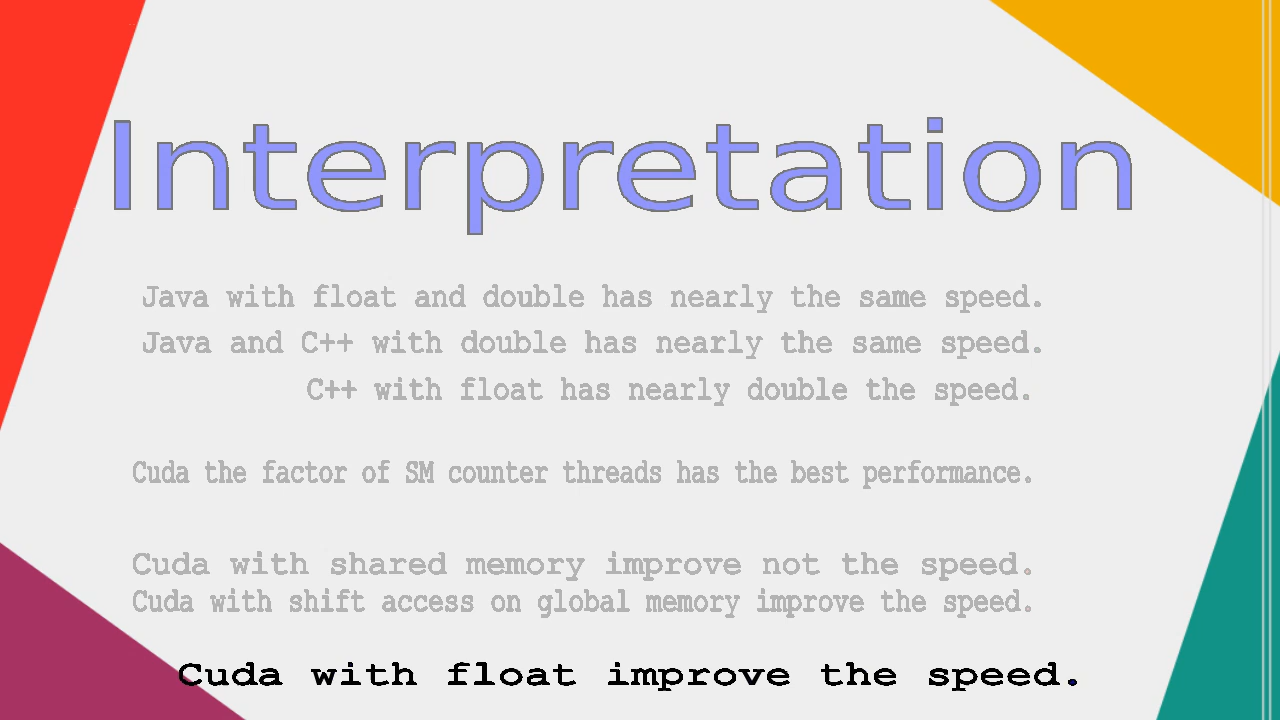 Interpretation
Java with float and double has nearly the same speed.
Java and C++ with double has nearly the same speed.
C++ with float has nearly double the speed.
Cuda the factor of SM counter threads has the best performance.
Cuda with shared memory improve not the speed.
Cuda with shift access on global memory improve the speed.
Cuda with float improve the speed.